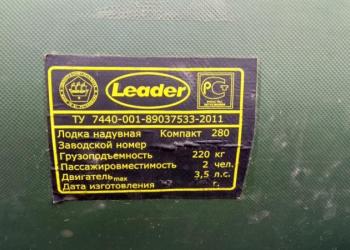 Leader
РС
ТУ 7440-001-89037533-2011
Лодка надувная Компакт 280
Заводской номер
Грузоподъемность 220 кг
Пассажировместимость 2 чел.
Двигатель max 3,5 л.с.
Дата изготовления г.